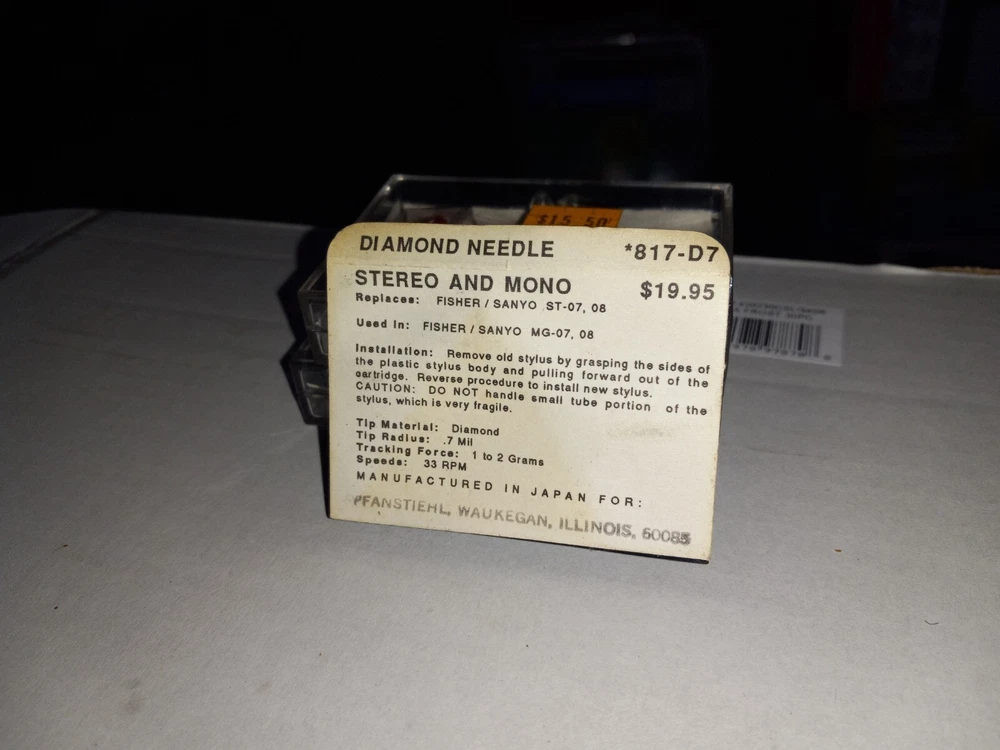 $15.50
DIAMOND NEEDLE *817-D7
STEREO AND MONO $19.95
Replaces: FISHER / SANYO ST-07, 08
Used In: FISHER / SANYO MG-07, 08
Installation: Remove old stylus by grasping the sides of
the plastic stylus body and pulling forward out of the
cartridge. Reverse procedure to install new stylus.
CAUTION: DO NOT handle small tube portion of the
stylus, which is very fragile.
Tip Material: Diamond
Tip Radius: .7 Mil
Tracking Force: 1 to 2 Grams
Speeds: 33 RPM
MANUFACTURED IN JAPAN FOR:
PFANSTIEHL, WAUKEGAN, ILLINOIS, 60085